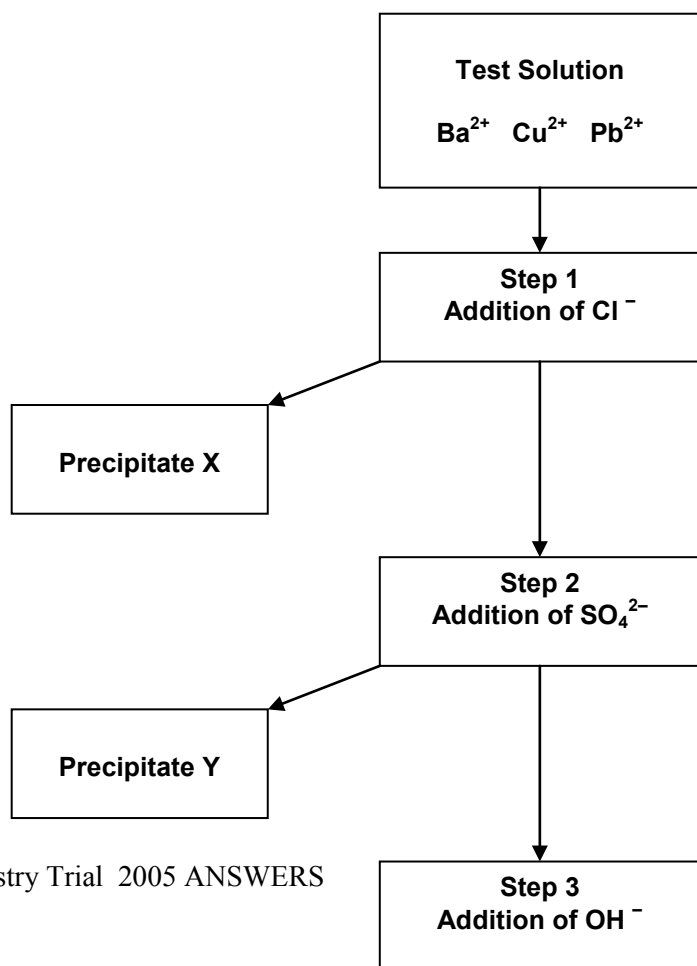 Test Solution
Ba²⁺ Cu²⁺ Pb²⁺
Step 1
Addition of Cl⁻
Precipitate X
Step 2
Addition of SO₄²⁻
Precipitate Y
stry Trial 2005 ANSWERS
Step 3
Addition of OH⁻